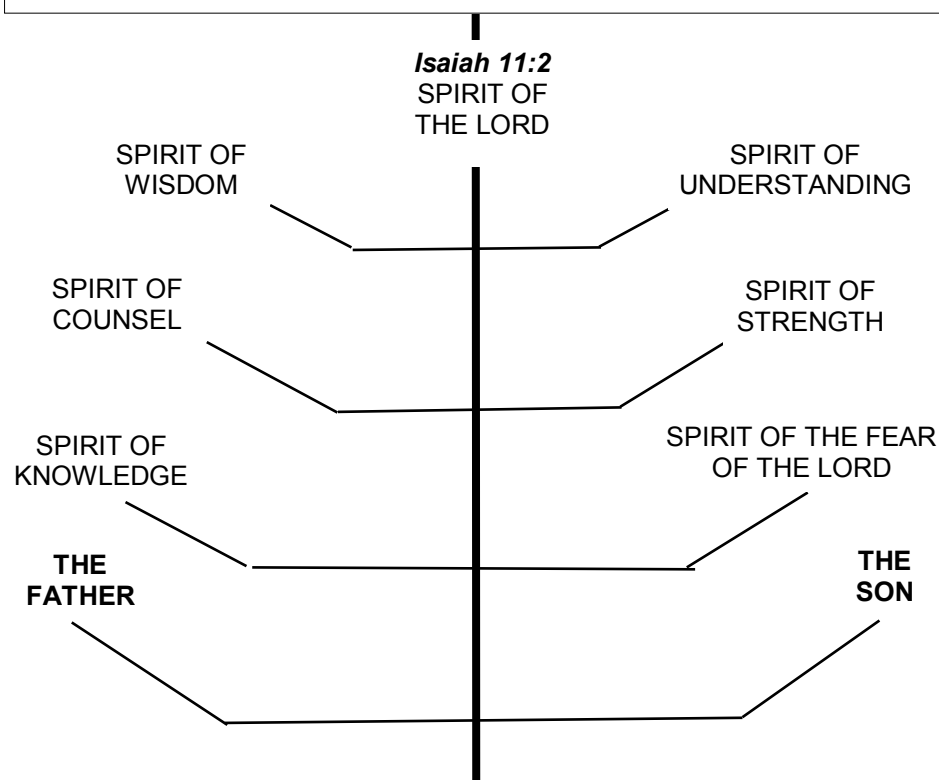 Isaiah 11:2
SPIRIT OF
THE LORD
SPIRIT OF
WISDOM
SPIRIT OF
UNDERSTANDING
SPIRIT OF
COUNSEL
SPIRIT OF
STRENGTH
SPIRIT OF
KNOWLEDGE
SPIRIT OF THE FEAR
OF THE LORD
THE
FATHER
THE
SON